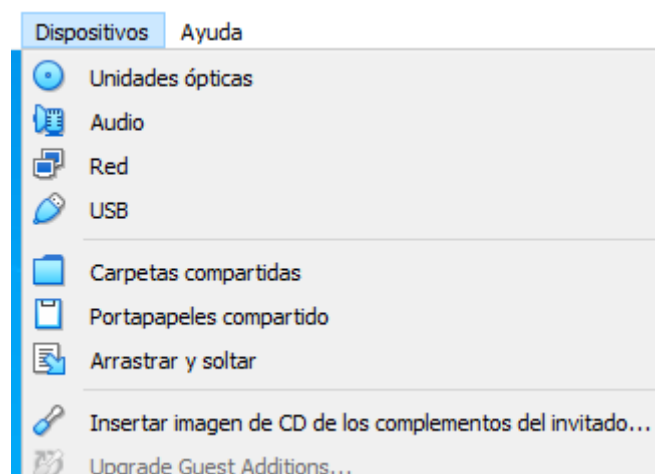 Dispositivos Ayuda
Unidades ópticas
Audio
Red
USB
Carpetas compartidas
Portapapeles compartido
Arrastrar y soltar
Insertar imagen de CD de los complementos del invitado...
Upgrade Guest Additions...